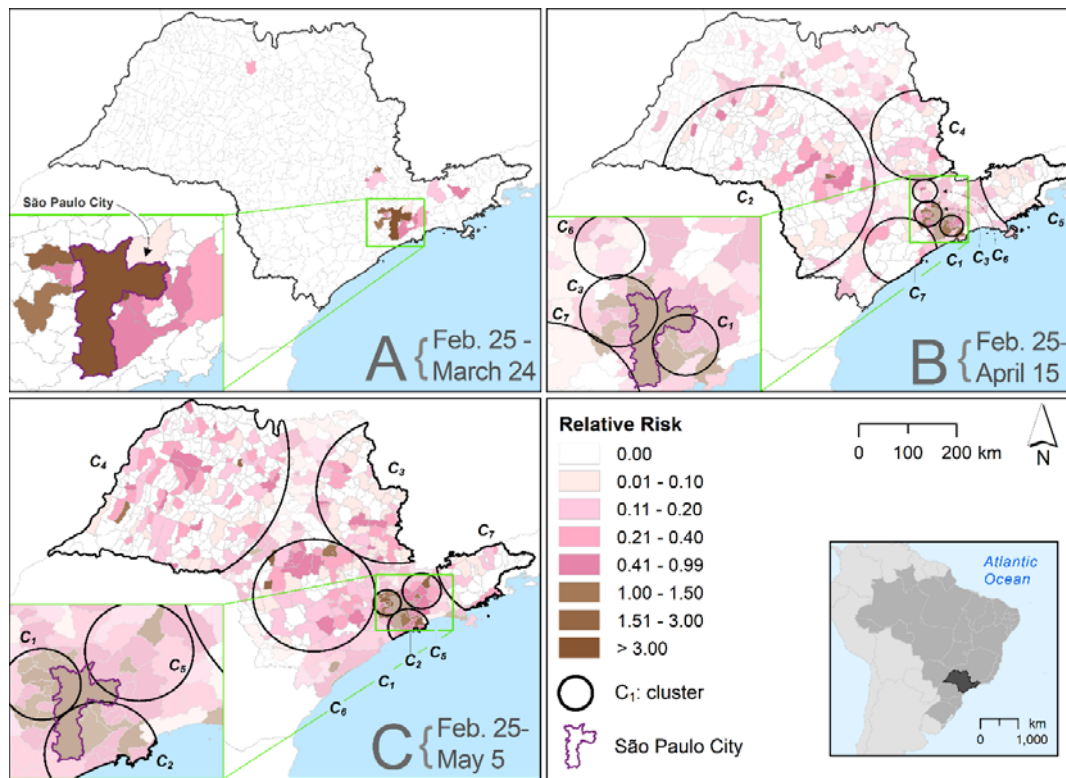 São Paulo City
A { Feb. 25 -
March 24
C4
C2
C5
C1
C3
C6
C7
C6
C3
C7
C1
B { Feb. 25-
April 15
C4
C3
C7
C2
C5
C1
C6
C1
C5
C2
C { Feb. 25-
May 5
Relative Risk
0.00
0.01 - 0.10
0.11 - 0.20
0.21 - 0.40
0.41 - 0.99
1.00 - 1.50
1.51 - 3.00
> 3.00
C1: cluster
São Paulo City
0 100 200 km
N
Atlantic
Ocean
km
0 1,000